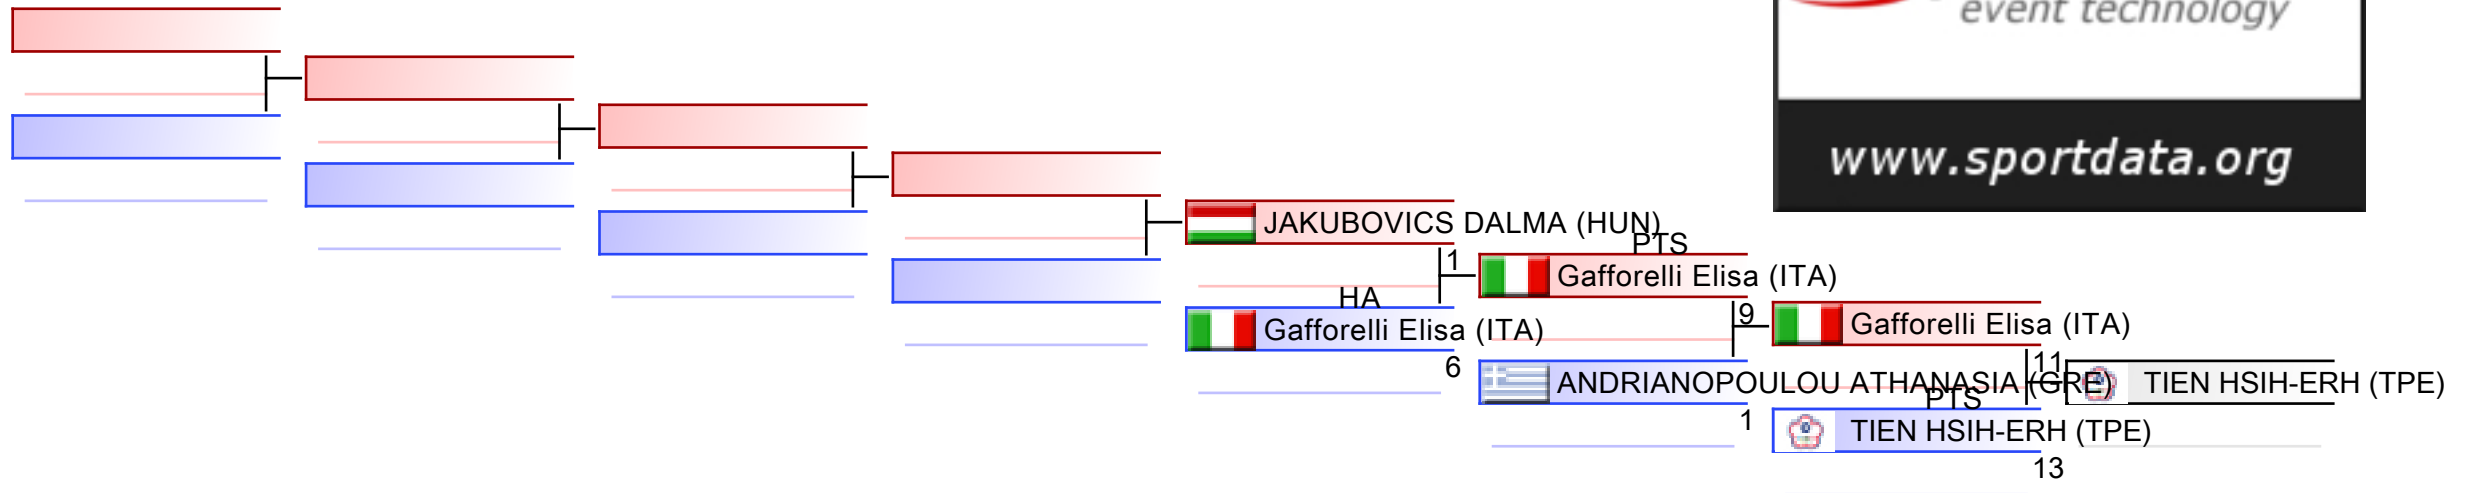 event technology
www.sportdata.org
JAKUBOVICS DALMA (HUN)
PTS
1
Gafforelli Elisa (ITA)
HA
Gafforelli Elisa (ITA)
9
Gafforelli Elisa (ITA)
6
ANDRIANOPOULOU ATHANASIA (GRE)
11
TIEN HSIH-ERH (TPE)
PTS
1
TIEN HSIH-ERH (TPE)
13